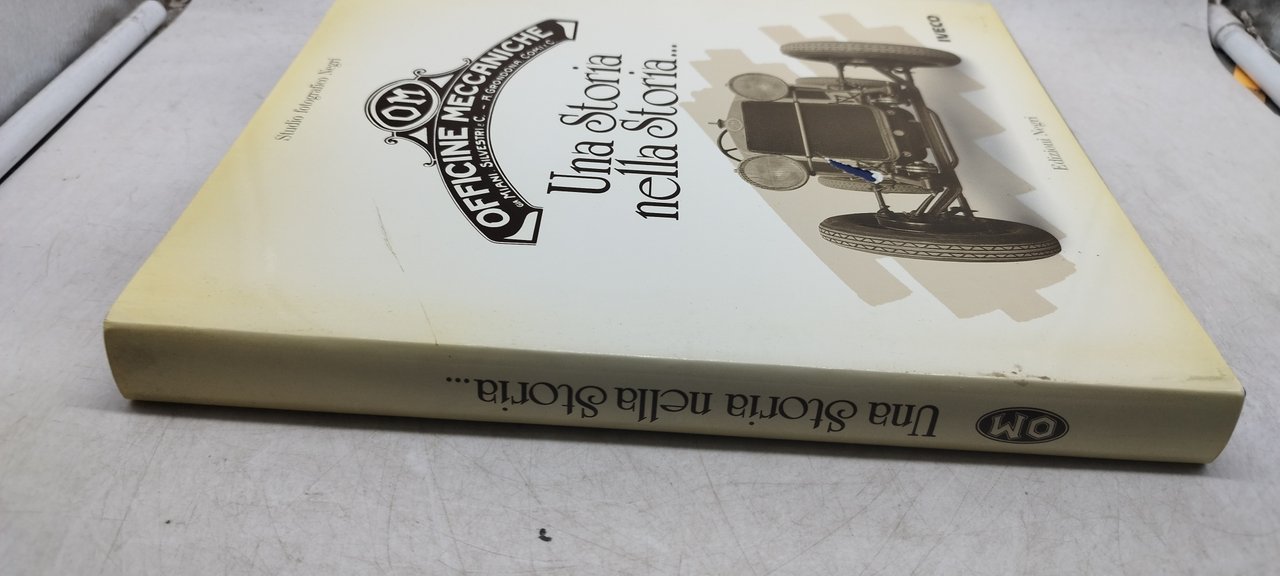 Studio fotografico Negri
OM
OFFICINE MECCANICHE
GIÀ MIANI, SILVESTRI & C. - A. GRONDONA, COMI & C.
Una Storia
nella Storia...
IVECO
Edizioni Negri
OM
Una Storia nella Storia...